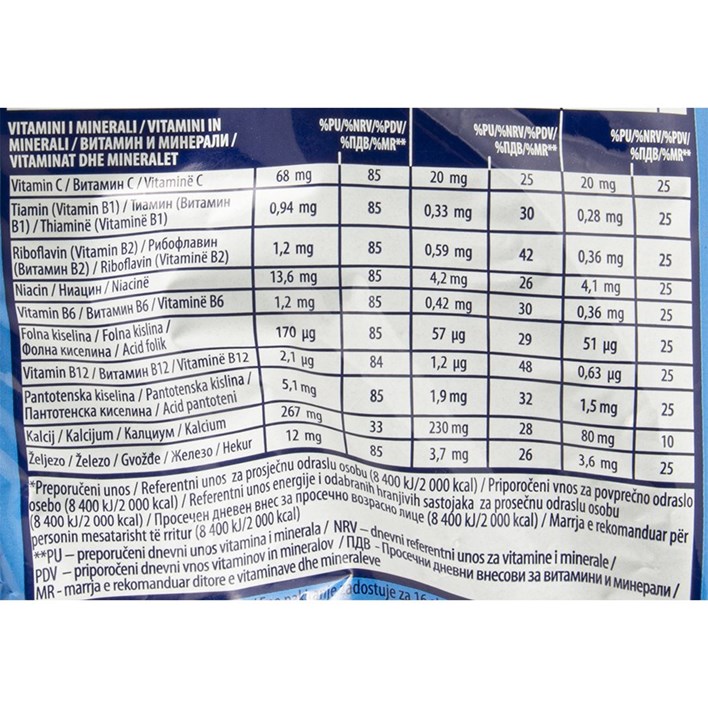 VITAMINI I MINERALI / VITAMINI IN
MINERALI / ВИТАМИН И МИНЕРАЛИ /
VITAMINAT DHE MINERALET
%PU/%NRV/%PDV/
%ПДВ/%MR**
%PU/%NRV/%PDV/
%ПДВ/%MR**
%PU/%NRV/%PDV/
%ПДВ/%MR**
Vitamin C / Витамин C / Vitaminë C 68 mg 85 20 mg 25 20 mg 25
Tiamin (Vitamin B1) / Тиамин (Витамин
B1) / Thiaminë (Vitaminë B1) 0,94 mg 85 0,33 mg 30 0,28 mg 25
Riboflavin (Vitamin B2) / Рибофлавин
(Витамин B2) / Riboflavin (Vitaminë B2) 1,2 mg 85 0,59 mg 42 0,36 mg 25
Niacin / Ниацин / Niacinë 13,6 mg 85 4,2 mg 26 4,1 mg 25
Vitamin B6 / Витамин B6 / Vitaminë B6 1,2 mg 85 0,42 mg 30 0,36 mg 25
Folna kiselina / Folna kislina /
Фолна киселина / Acid folik 170 µg 85 57 µg 29 51 µg 25
Vitamin B12 / Витамин B12 / Vitaminë B12 2,1 µg 84 1,2 µg 48 0,63 µg 25
Pantotenska kiselina / Pantotenska kislina /
Пантотенска киселина / Acid pantoteni 5,1 mg 85 1,9 mg 32 1,5 mg 25
Kalcij / Kalcijum / Калциум / Kalcium 267 mg 33 230 mg 28 80 mg 10
Željezo / Železo / Gvožđe / Железо / Hekur 12 mg 85 3,7 mg 26 3,6 mg 25
*Preporučeni unos / Referentni unos za prosječnu odraslu osobu (8 400 kJ/2 000 kcal) / Priporočeni vnos za povprečno odraslo
osebo (8 400 kJ/2 000 kcal) / Referentni unos energije i odabranih hranjivih sastojaka za prosečnu odraslu osobu
(8 400 kJ/2 000 kcal) / Просечен дневен внес за просечно возрасно лице (8 400 kJ/2 000 kcal) / Marrja e rekomanduar për
personin mesatarisht të rritur (8 400 kJ/2 000 kcal)
**PU – preporučeni dnevni unos vitamina i minerala / NRV – dnevni referentni unos za vitamine i minerale /
PDV – priporočeni dnevni vnos vitaminov in mineralov / ПДВ - Просечни дневни внесови за витамини и минерали /
MR - marrja e rekomanduar ditore e vitaminave dhe mineraleve
zadostuje za 16